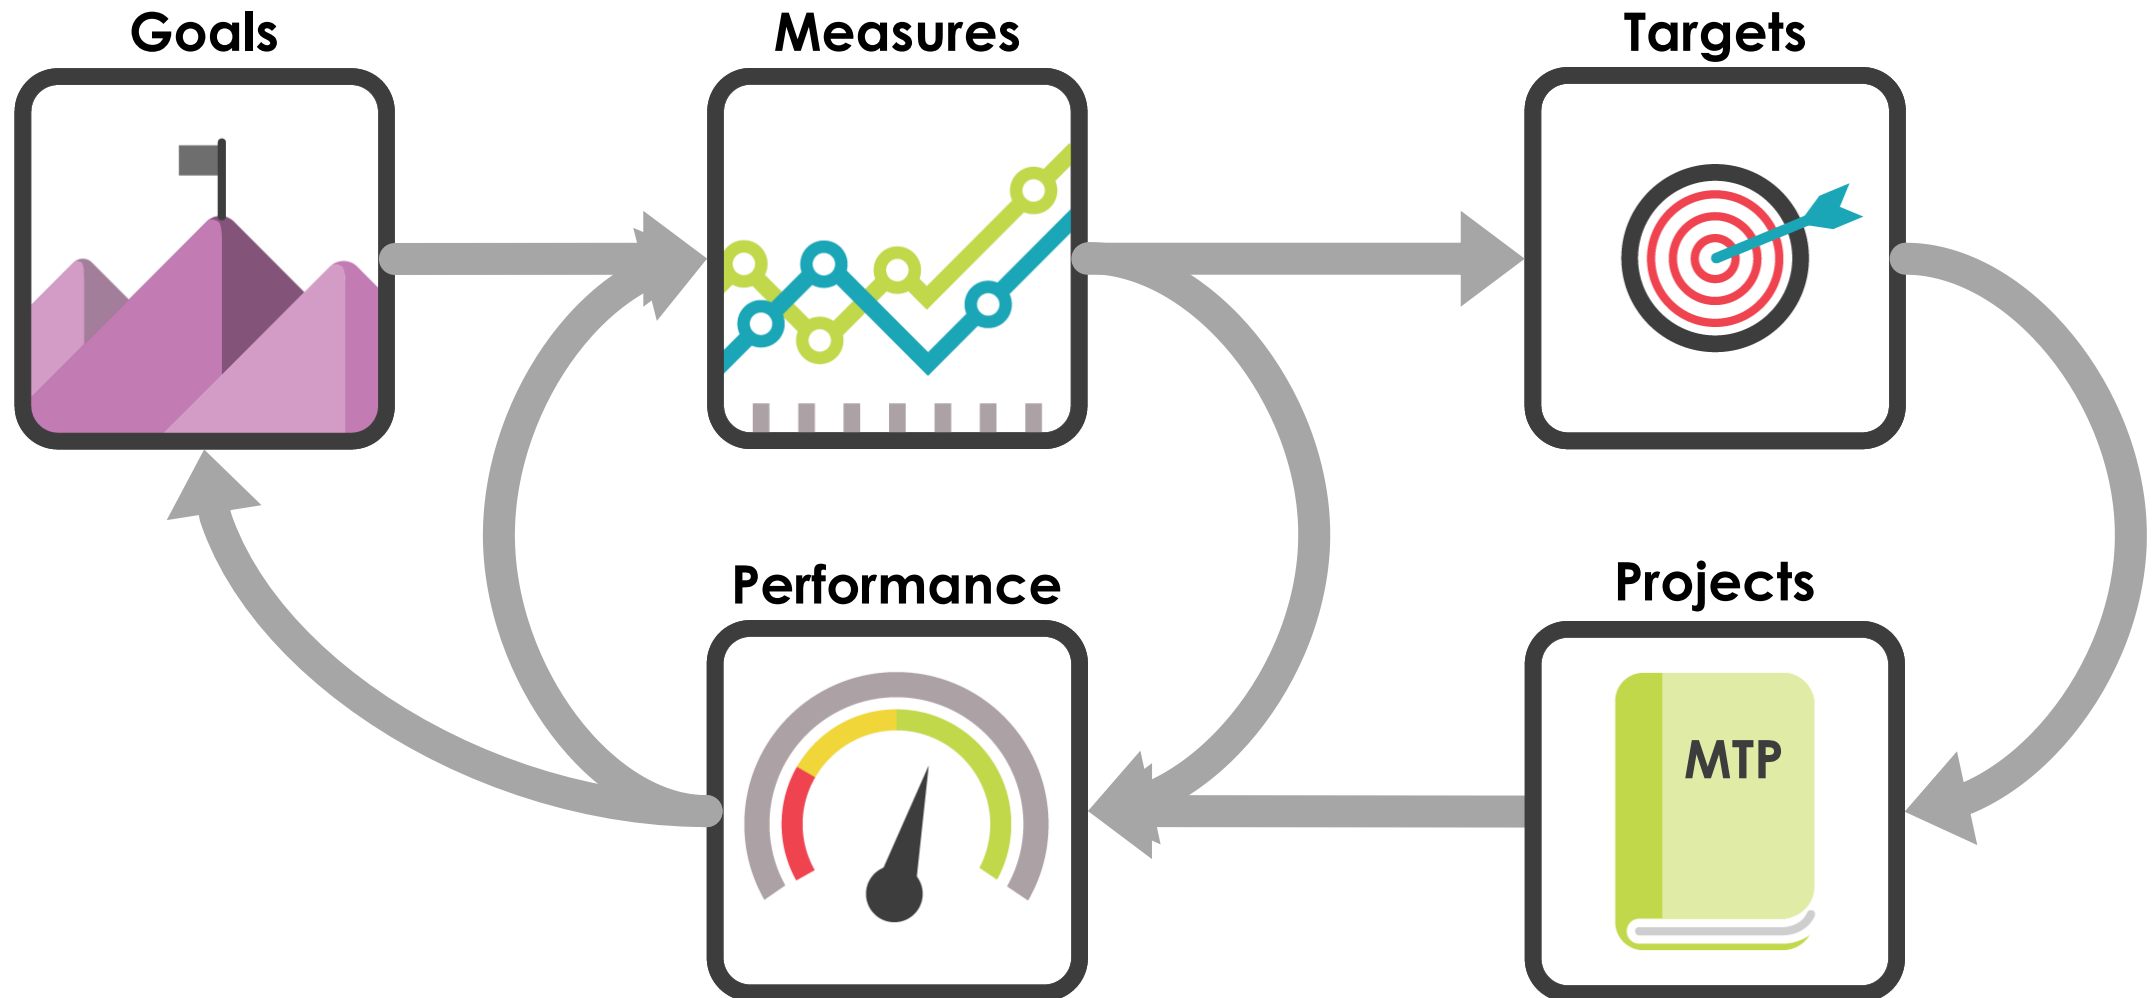 Goals
Measures
Targets
Performance
Projects
MTP